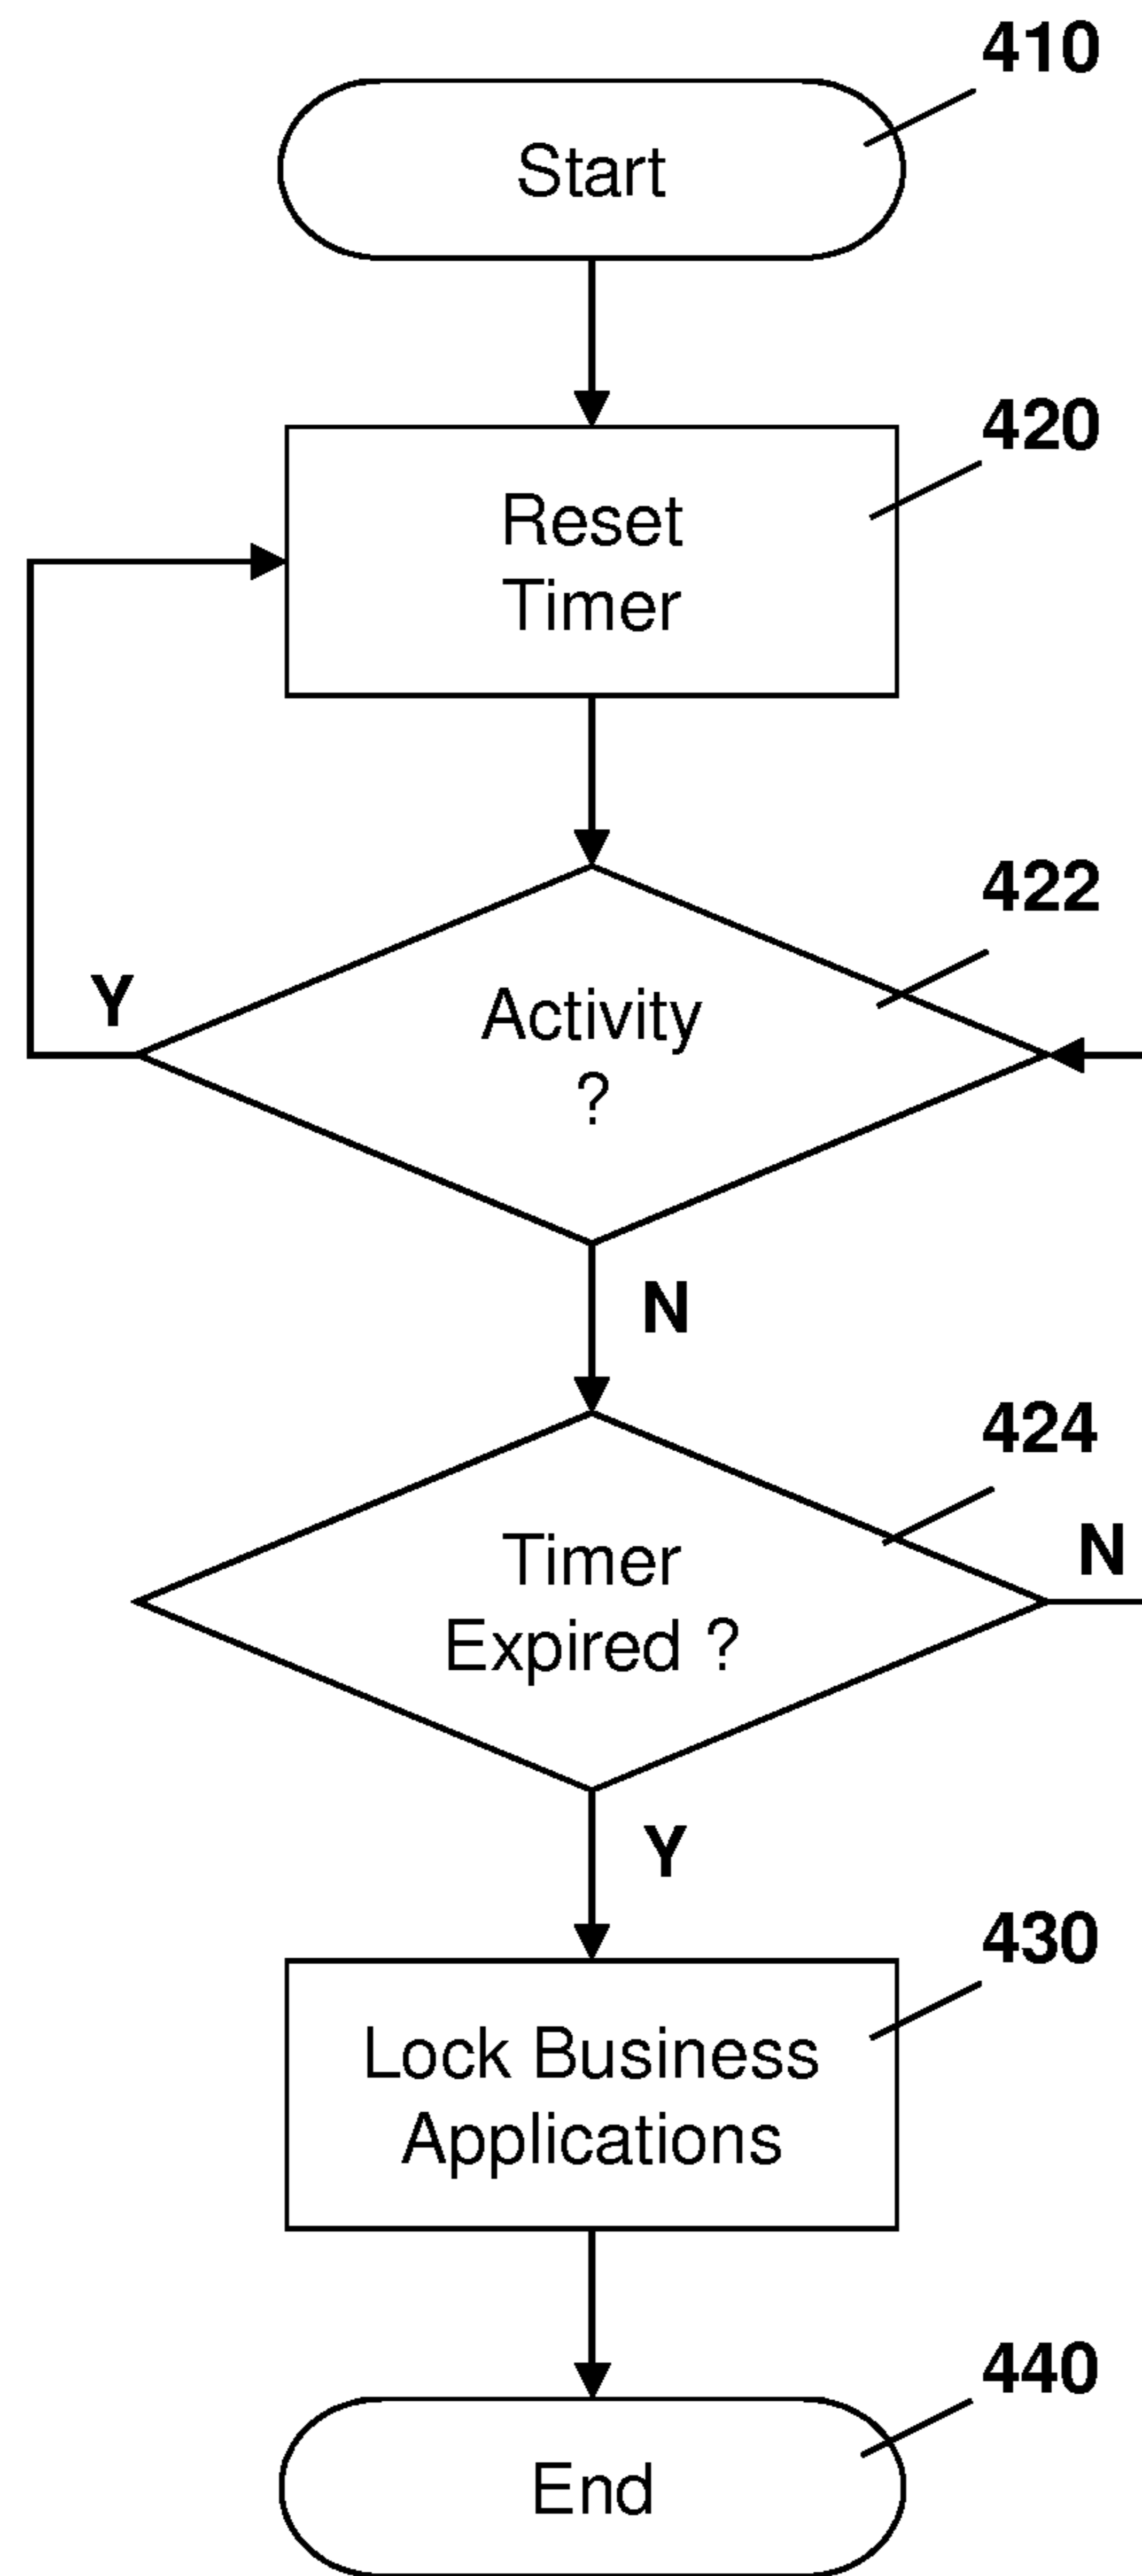 410
Start
420
Reset
Timer
422
Y
Activity
?
N
424
Timer
N
Expired ?
Y
430
Lock Business
Applications
440
End